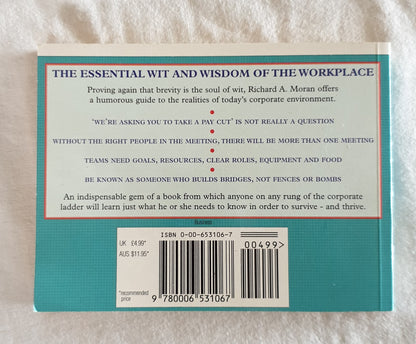 THE ESSENTIAL WIT AND WISDOM OF THE WORKPLACE
Proving again that brevity is the soul of wit, Richard A. Moran offers
a humorous guide to the realities of today's corporate environment.
'WE'RE ASKING YOU TO TAKE A PAY CUT' IS NOT REALLY A QUESTION
WITHOUT THE RIGHT PEOPLE IN THE MEETING, THERE WILL BE MORE THAN ONE MEETING
TEAMS NEED GOALS, RESOURCES, CLEAR ROLES, EQUIPMENT AND FOOD
BE KNOWN AS SOMEONE WHO BUILDS BRIDGES, NOT FENCES OR BOMBS
An indispensable gem of a book from which anyone on any rung of the corporate
ladder will learn just what he or she needs to know in order to survive - and thrive.
Business
ISBN 0-00-653106-7
UK £4.99*
AUS $11.95*
00499>
*recommended
price
9 780006 531067